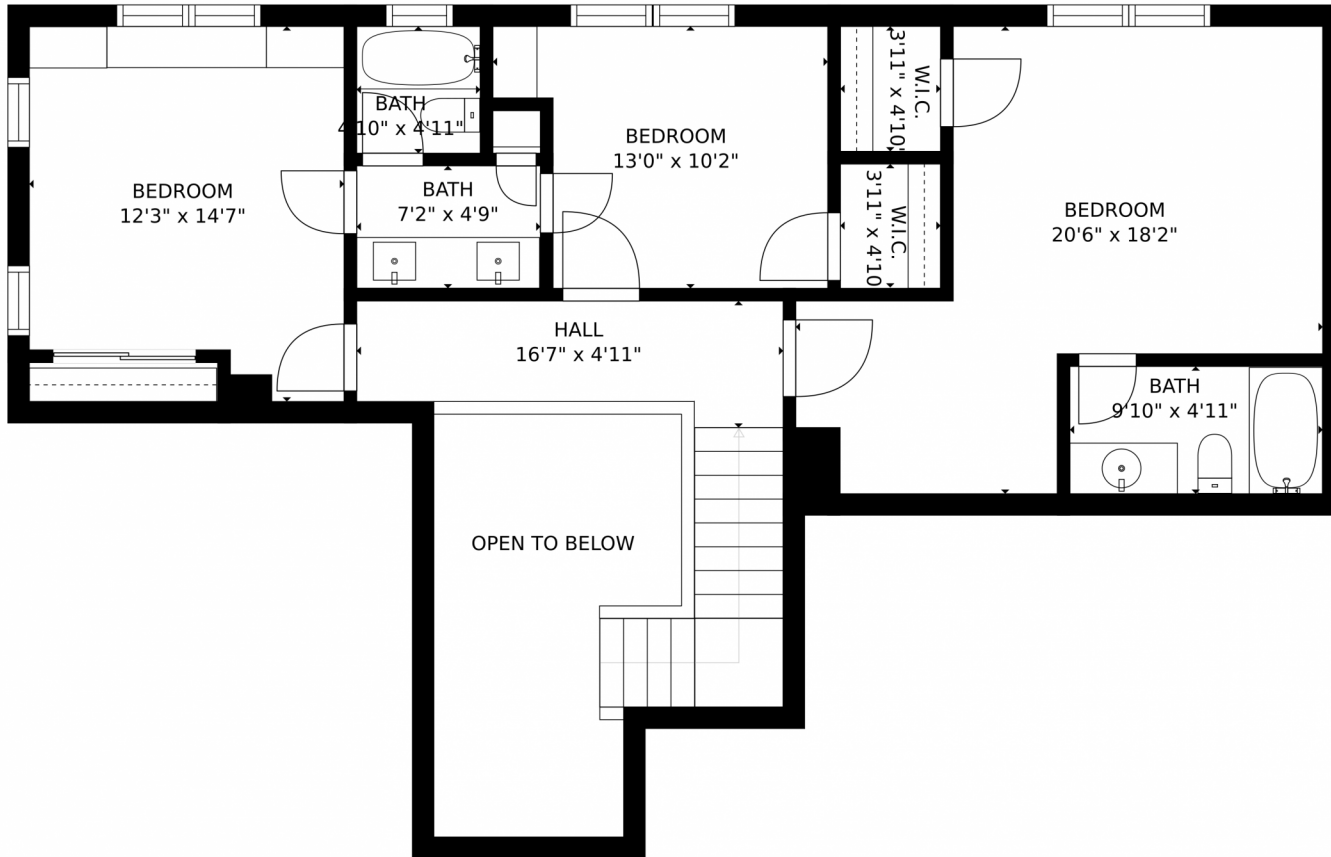 BATH
4'10" x 4'11"
BEDROOM
13'0" x 10'2"
W.I.C.
3'11" x 4'10"
BEDROOM
12'3" x 14'7"
BATH
7'2" x 4'9"
W.I.C.
3'11" x 4'10
BEDROOM
20'6" x 18'2"
HALL
16'7" x 4'11"
BATH
9'10" x 4'11"
OPEN TO BELOW